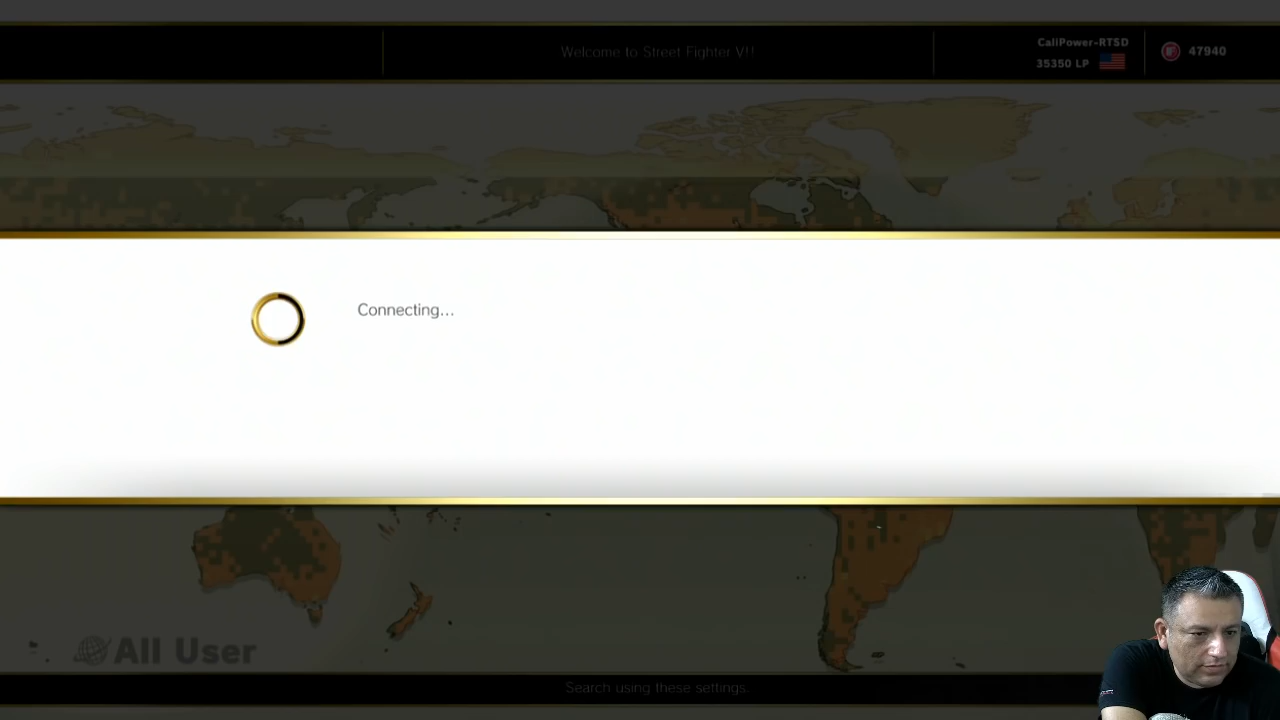 Welcome to Street Fighter V!!
CaliPower-RTSD
35350 LP
47940
Connecting...
All User
Search using these settings.